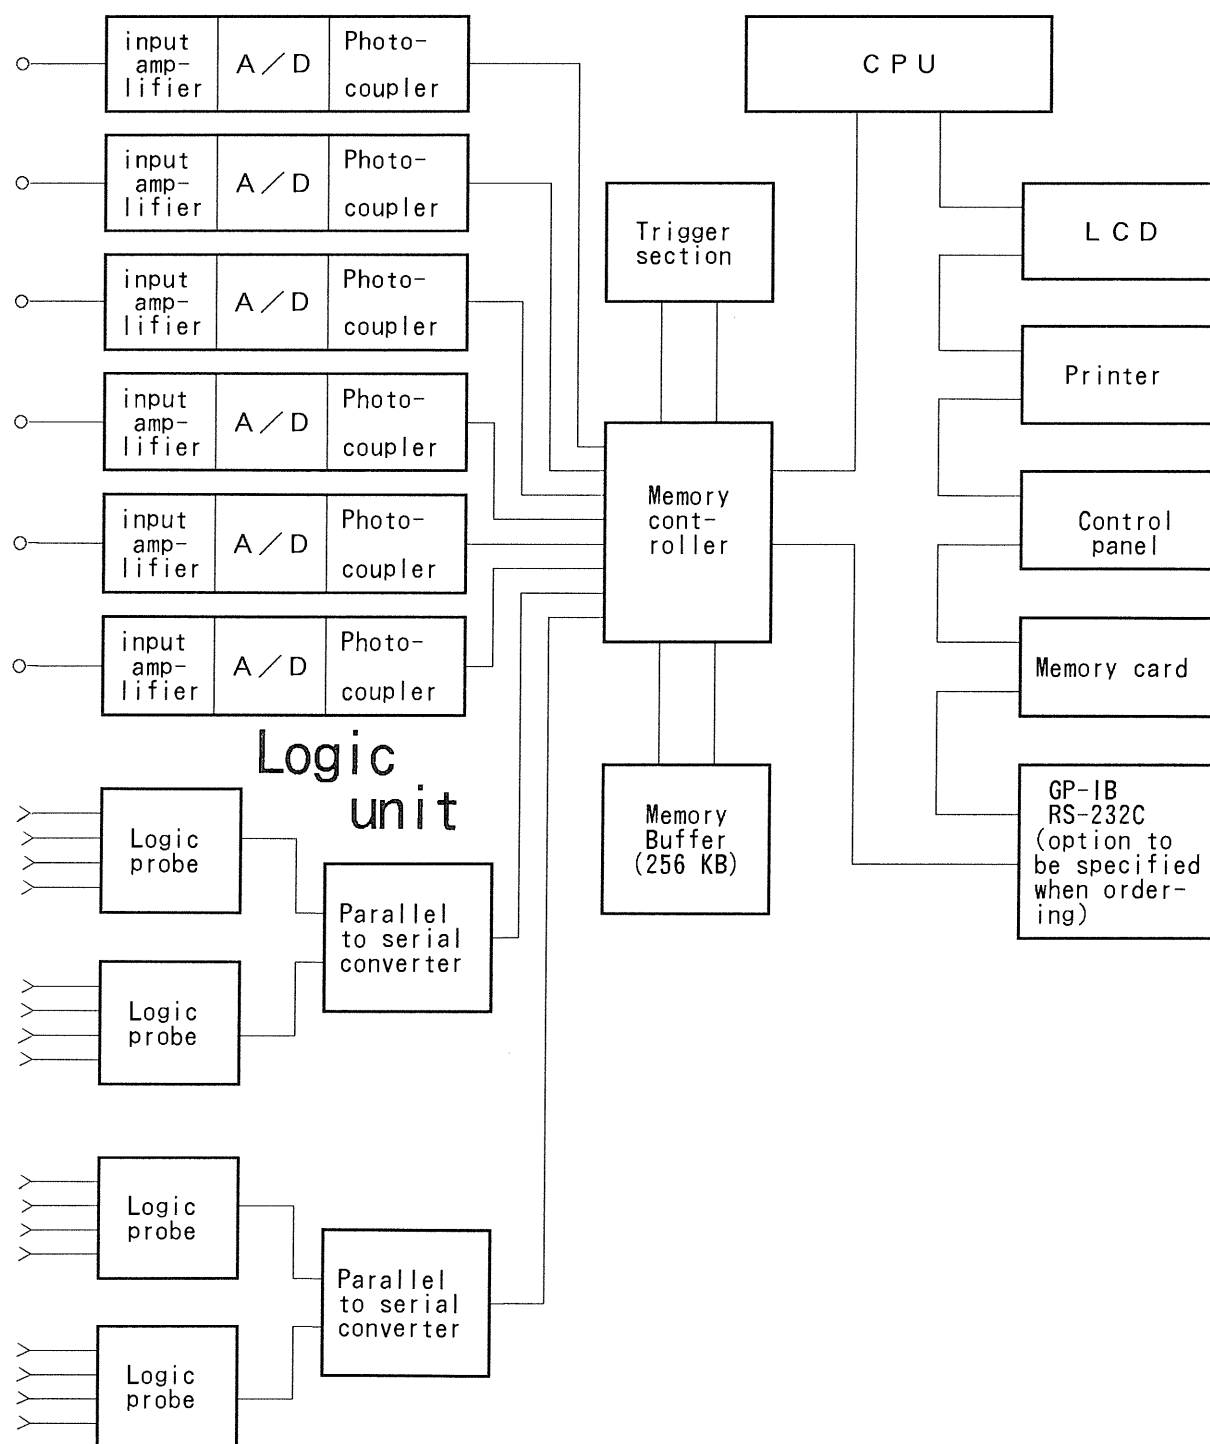 input
amp-
lifier
A／D
Photo-
coupler
input
amp-
lifier
A／D
Photo-
coupler
input
amp-
lifier
A／D
Photo-
coupler
input
amp-
lifier
A／D
Photo-
coupler
input
amp-
lifier
A／D
Photo-
coupler
input
amp-
lifier
A／D
Photo-
coupler
Logic
unit
Logic
probe
Logic
probe
Parallel
to serial
converter
Logic
probe
Logic
probe
Parallel
to serial
converter
Trigger
section
Memory
cont-
roller
Memory
Buffer
(256 KB)
CPU
LCD
Printer
Control
panel
Memory card
GP-IB
RS-232C
(option to
be specified
when order-
ing)